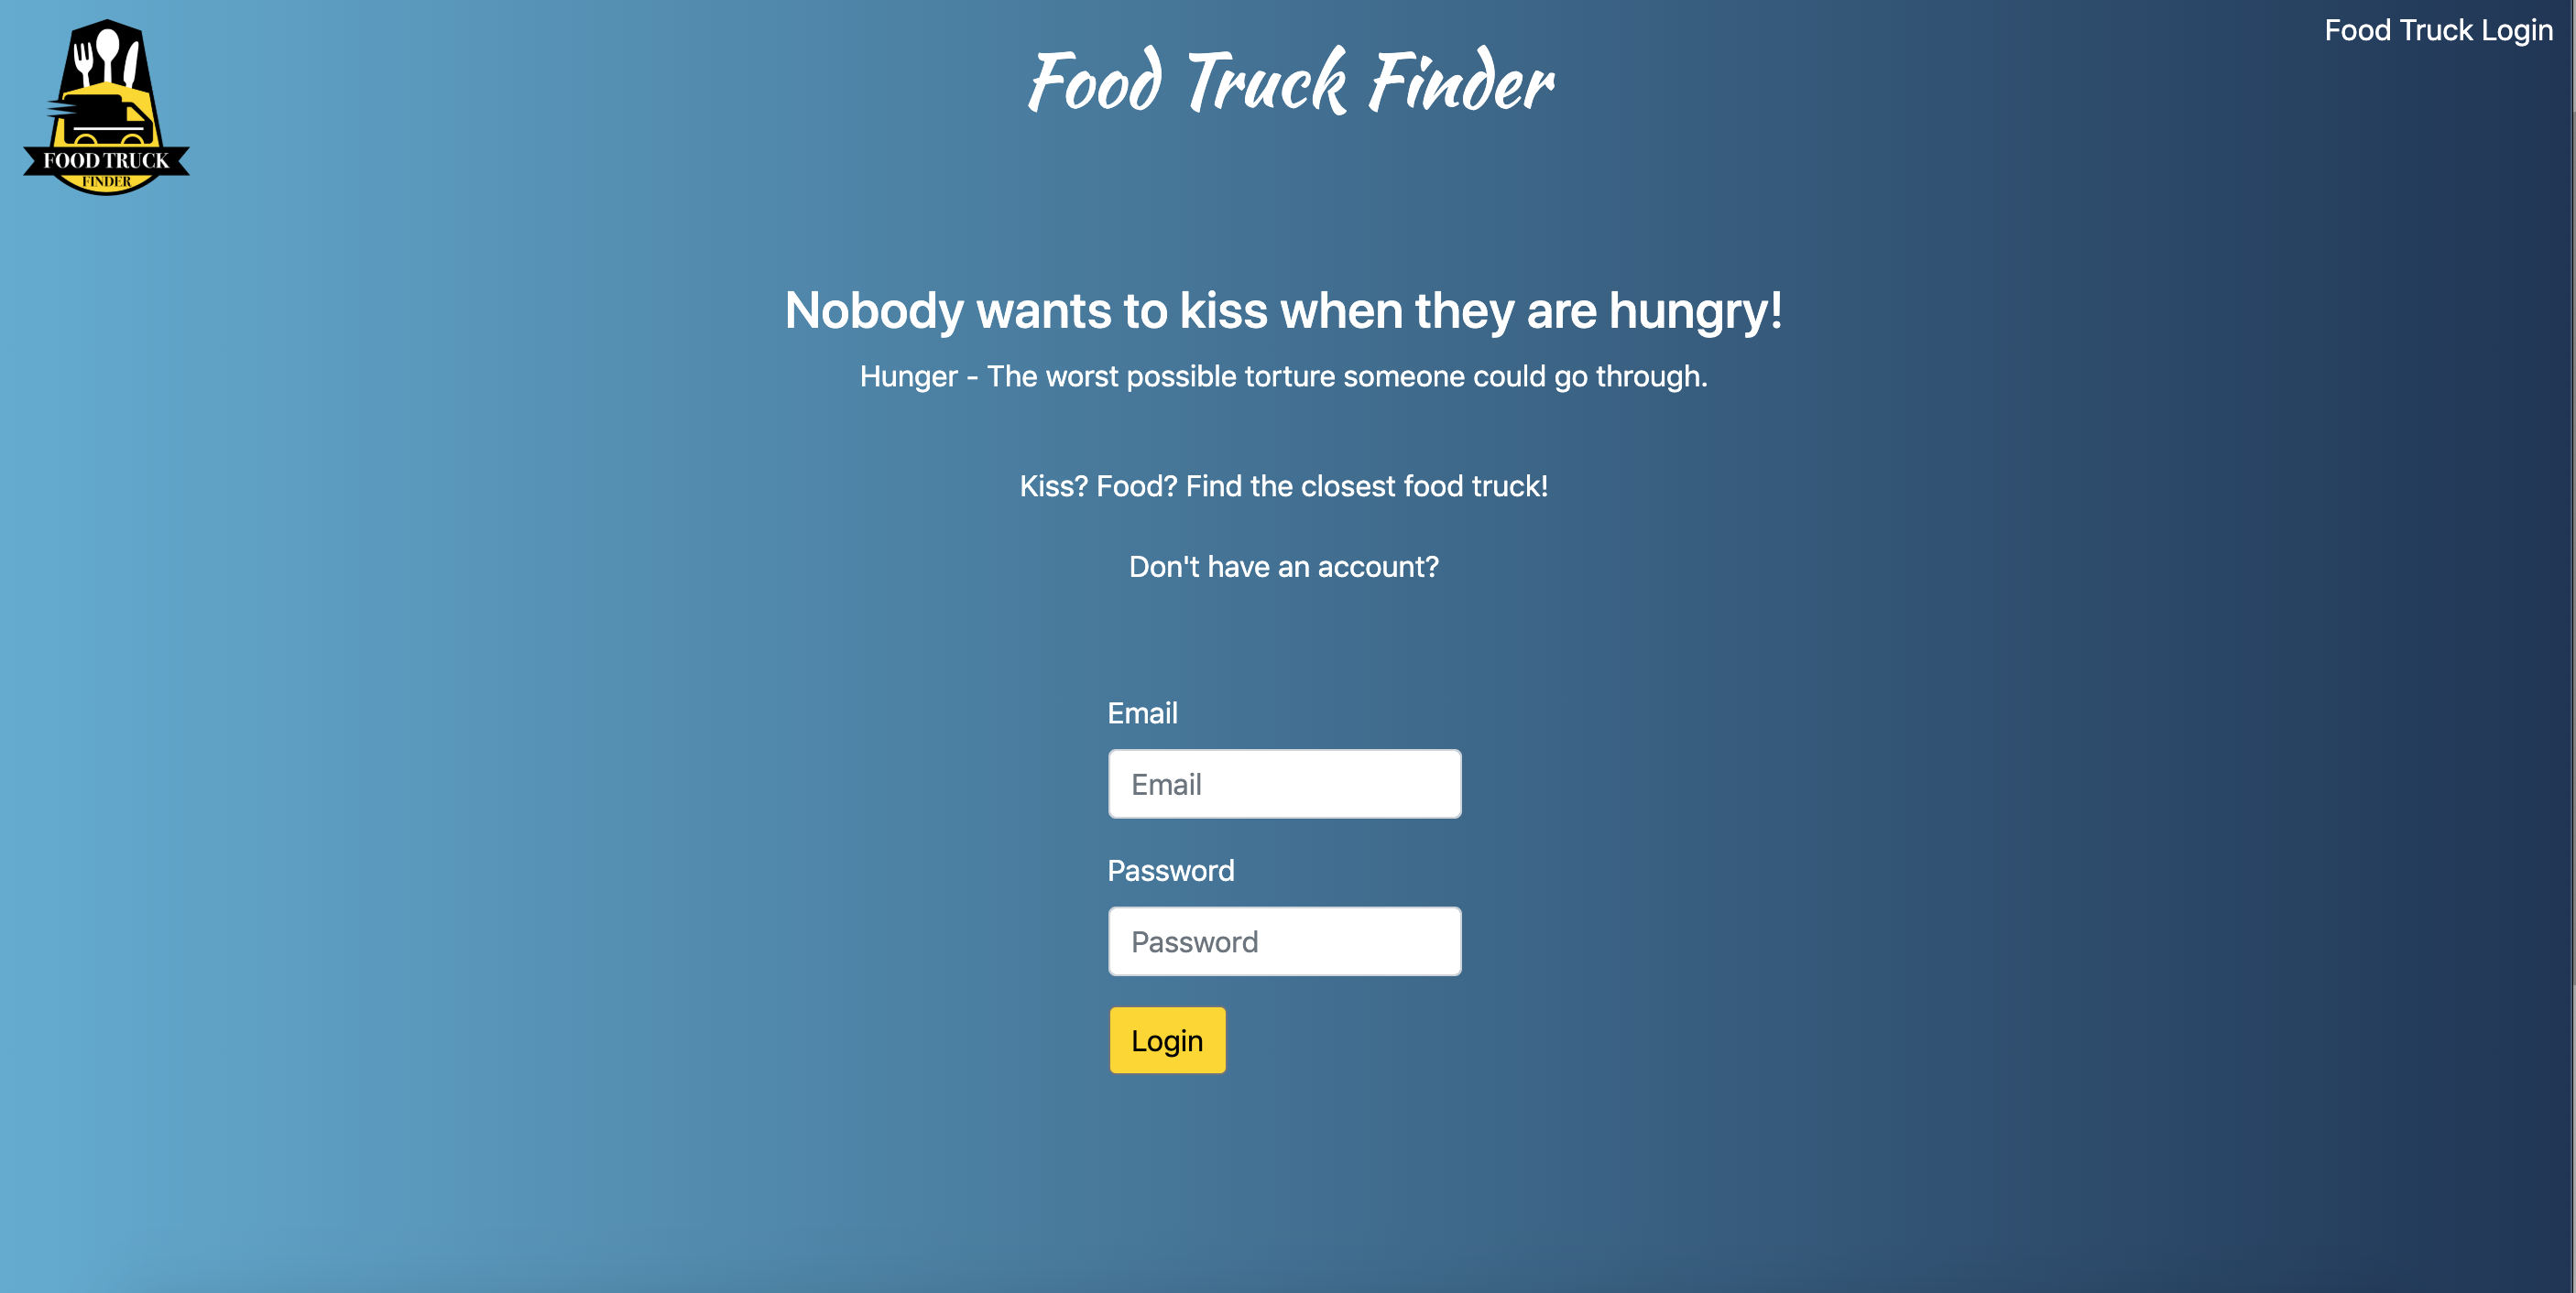 FOOD TRUCK
FINDER
Food Truck Finder
Food Truck Login
Nobody wants to kiss when they are hungry!
Hunger - The worst possible torture someone could go through.
Kiss? Food? Find the closest food truck!
Don't have an account?
Email
Email
Password
Password
Login